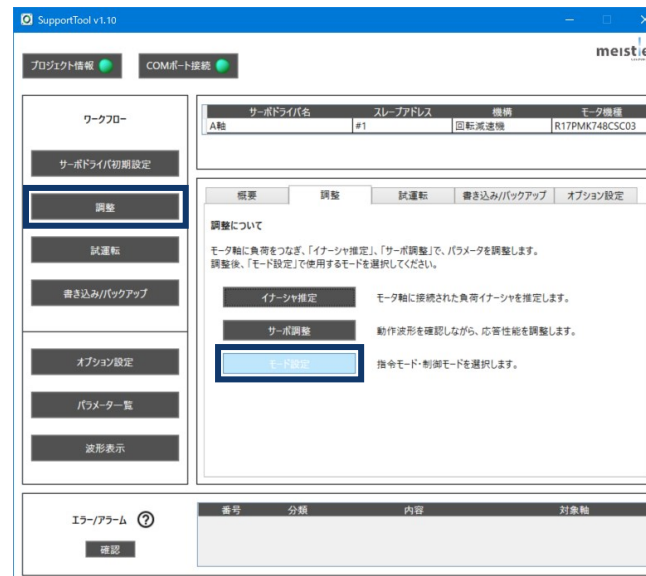 SupportTool v1.10
プロジェクト情報
COMポート接続
ワークフロー
サーボドライバ初期設定
調整
試運転
書き込み/バックアップ
オプション設定
パラメーター覧
波形表示
サーボドライバ名 スレーブアドレス 機構 モータ機種
A軸 #1 回転減速機 R17PMK748CSC03
概要 調整 試運転 書き込み/バックアップ オプション設定
調整について
モータ軸に負荷をつなぎ、「イナーシャ推定」、「サーボ調整」で、パラメータを調整します。
調整後、「モード設定」で使用するモードを選択してください。
イナーシャ推定 モータ軸に接続された負荷イナーシャを推定します。
サーボ調整 動作波形を確認しながら、応答性能を調整します。
モード設定 指令モード・制御モードを選択します。
エラー/アラーム ?
確認
番号 分類 内容 対象軸